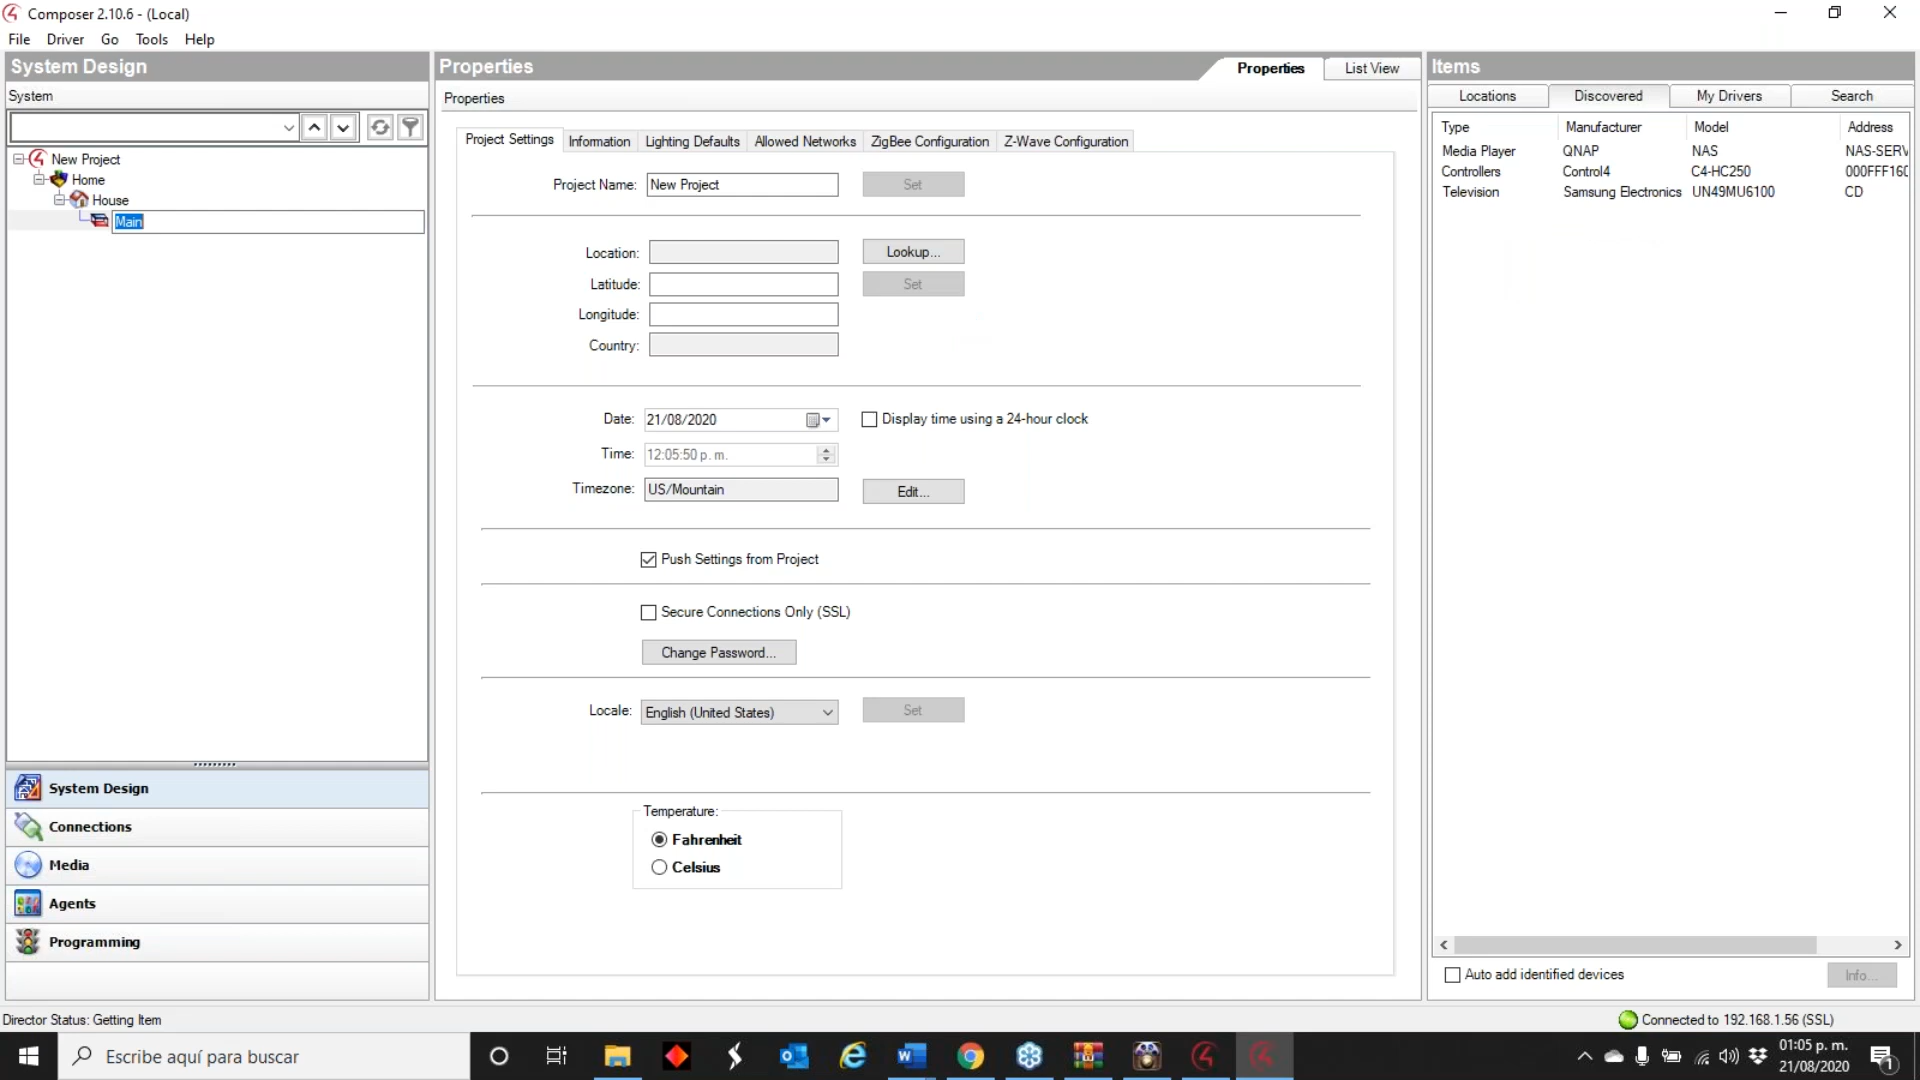 Composer 2.10.6 - (Local)
File Driver Go Tools Help
System Design
System
New Project
Home
House
Main
System Design
Connections
Media
Agents
Programming
Properties
Properties List View
Properties
Project Settings Information Lighting Defaults Allowed Networks ZigBee Configuration Z-Wave Configuration
Project Name: New Project Set
Location: Lookup...
Latitude: Set
Longitude:
Country:
Date: 21/08/2020 Display time using a 24-hour clock
Time: 12:05:50 p. m.
Timezone: US/Mountain Edit...
Push Settings from Project
Secure Connections Only (SSL)
Change Password...
Locale: English (United States) Set
Temperature:
Fahrenheit
Celsius
Items
Locations Discovered My Drivers Search
Type Manufacturer Model Address
Media Player QNAP NAS NAS-SERV
Controllers Control4 C4-HC250 000FFF160
Television Samsung Electronics UN49MU6100 CD
Auto add identified devices Info...
Director Status: Getting Item
Connected to 192.168.1.56 (SSL)
Escribe aquí para buscar
01:05 p. m.
21/08/2020
1